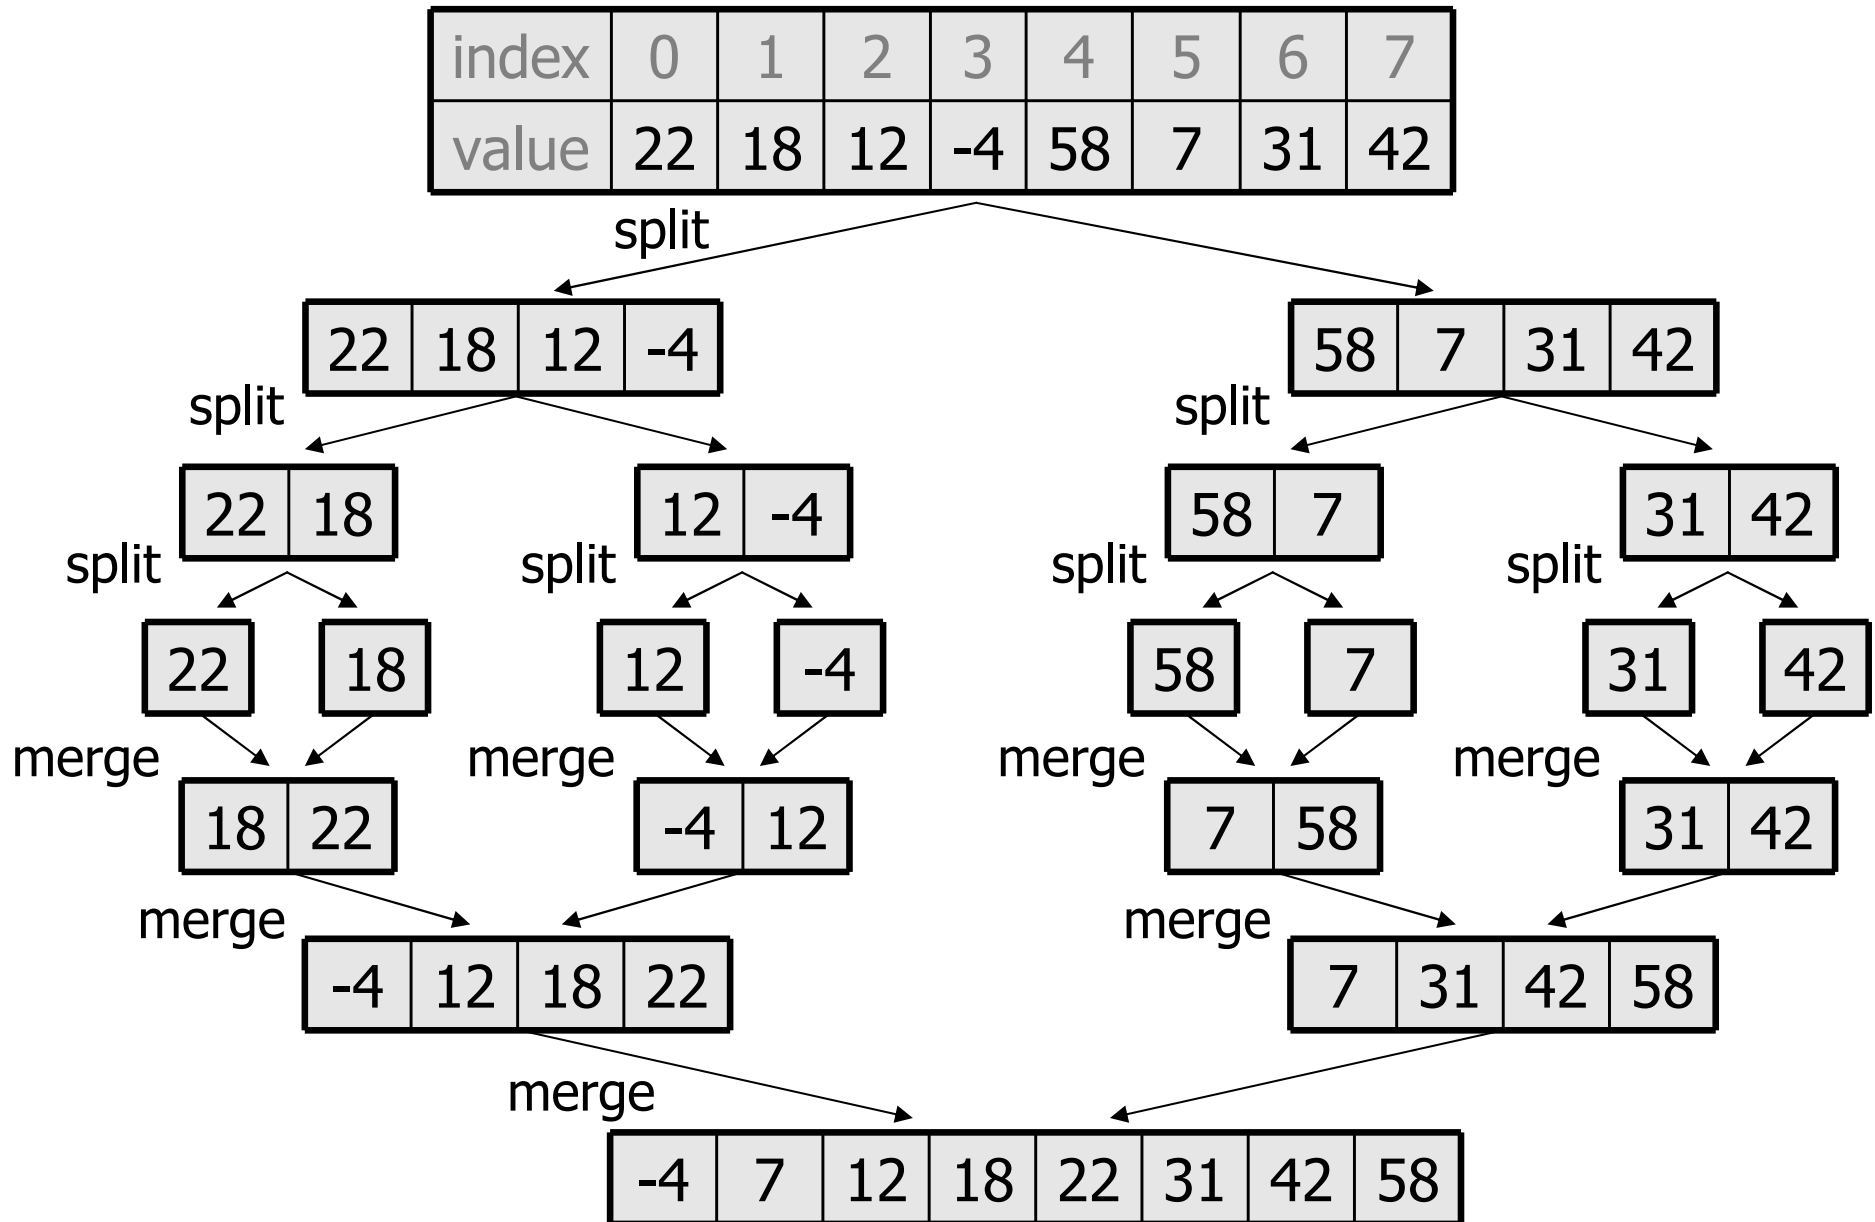 index 0 1 2 3 4 5 6 7
value 22 18 12 -4 58 7 31 42
split
22 18 12 -4 58 7 31 42
split split
22 18 12 -4 58 7 31 42
split split split split
22 18 12 -4 58 7 31 42
merge merge merge merge
18 22 -4 12 7 58 31 42
merge merge
-4 12 18 22 7 31 42 58
merge
-4 7 12 18 22 31 42 58